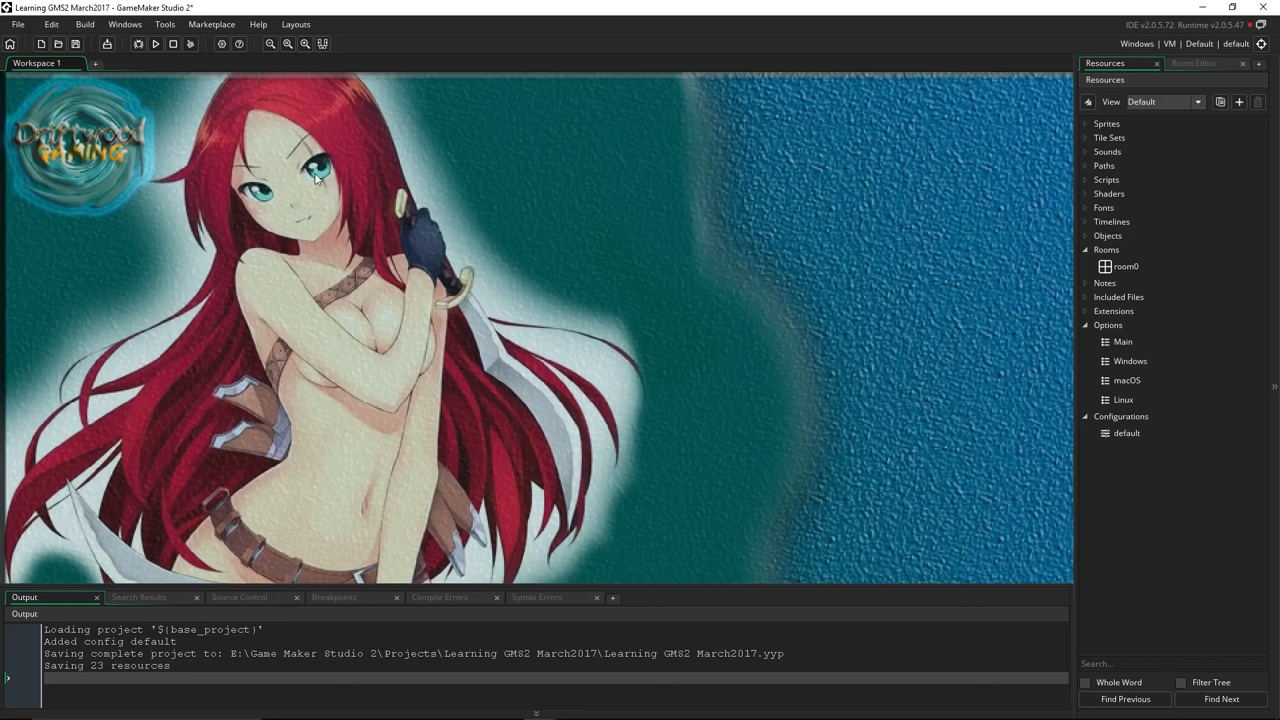 Learning GMS2 March2017 - GameMaker Studio 2*
File Edit Build Windows Tools Marketplace Help Layouts
IDE v2.0.5.72 Runtime v2.0.5.47
Windows | VM | Default | default
Workspace 1
Resources Room Editor
Resources
View Default
Driftwood
GAMING
Sprites
Tile Sets
Sounds
Paths
Scripts
Shaders
Fonts
Timelines
Objects
Rooms
room0
Notes
Included Files
Extensions
Options
Main
Windows
macOS
Linux
Configurations
default
Output Search Results Source Control Breakpoints Compile Errors Syntax Errors
Output
Loading project '${base_project}'
Added config default
Saving complete project to: E:\Game Maker Studio 2\Projects\Learning GMS2 March2017\Learning GMS2 March2017.yyp
Saving 23 resources
Search...
Whole Word Filter Tree
Find Previous Find Next